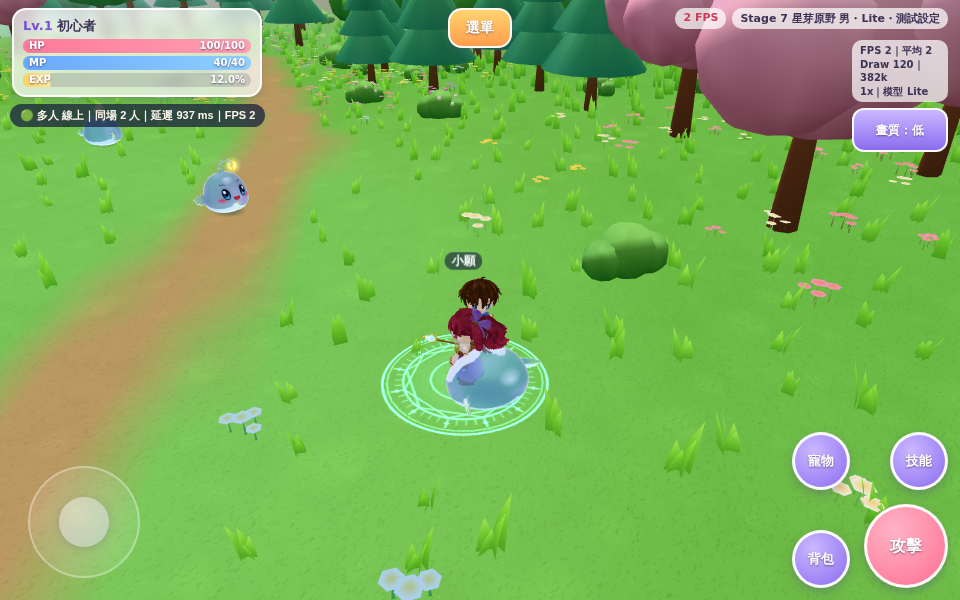 Lv.1 初心者
HP 100/100
MP 40/40
EXP 12.0%
多人 線上｜同場 2 人｜延遲 937 ms｜FPS 2
選單
2 FPS
Stage 7 星芽原野 男・Lite・測試設定
FPS 2｜平均 2
Draw 120｜
382k
1x｜模型 Lite
畫質：低
小願
寵物
技能
攻擊
背包